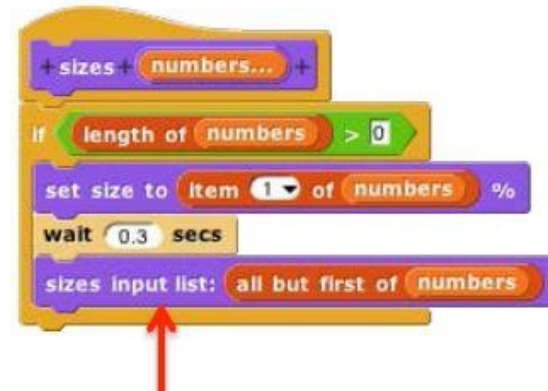 + sizes + numbers... +
if length of numbers > 0
set size to item 1 of numbers %
wait 0.3 secs
sizes input list: all but first of numbers